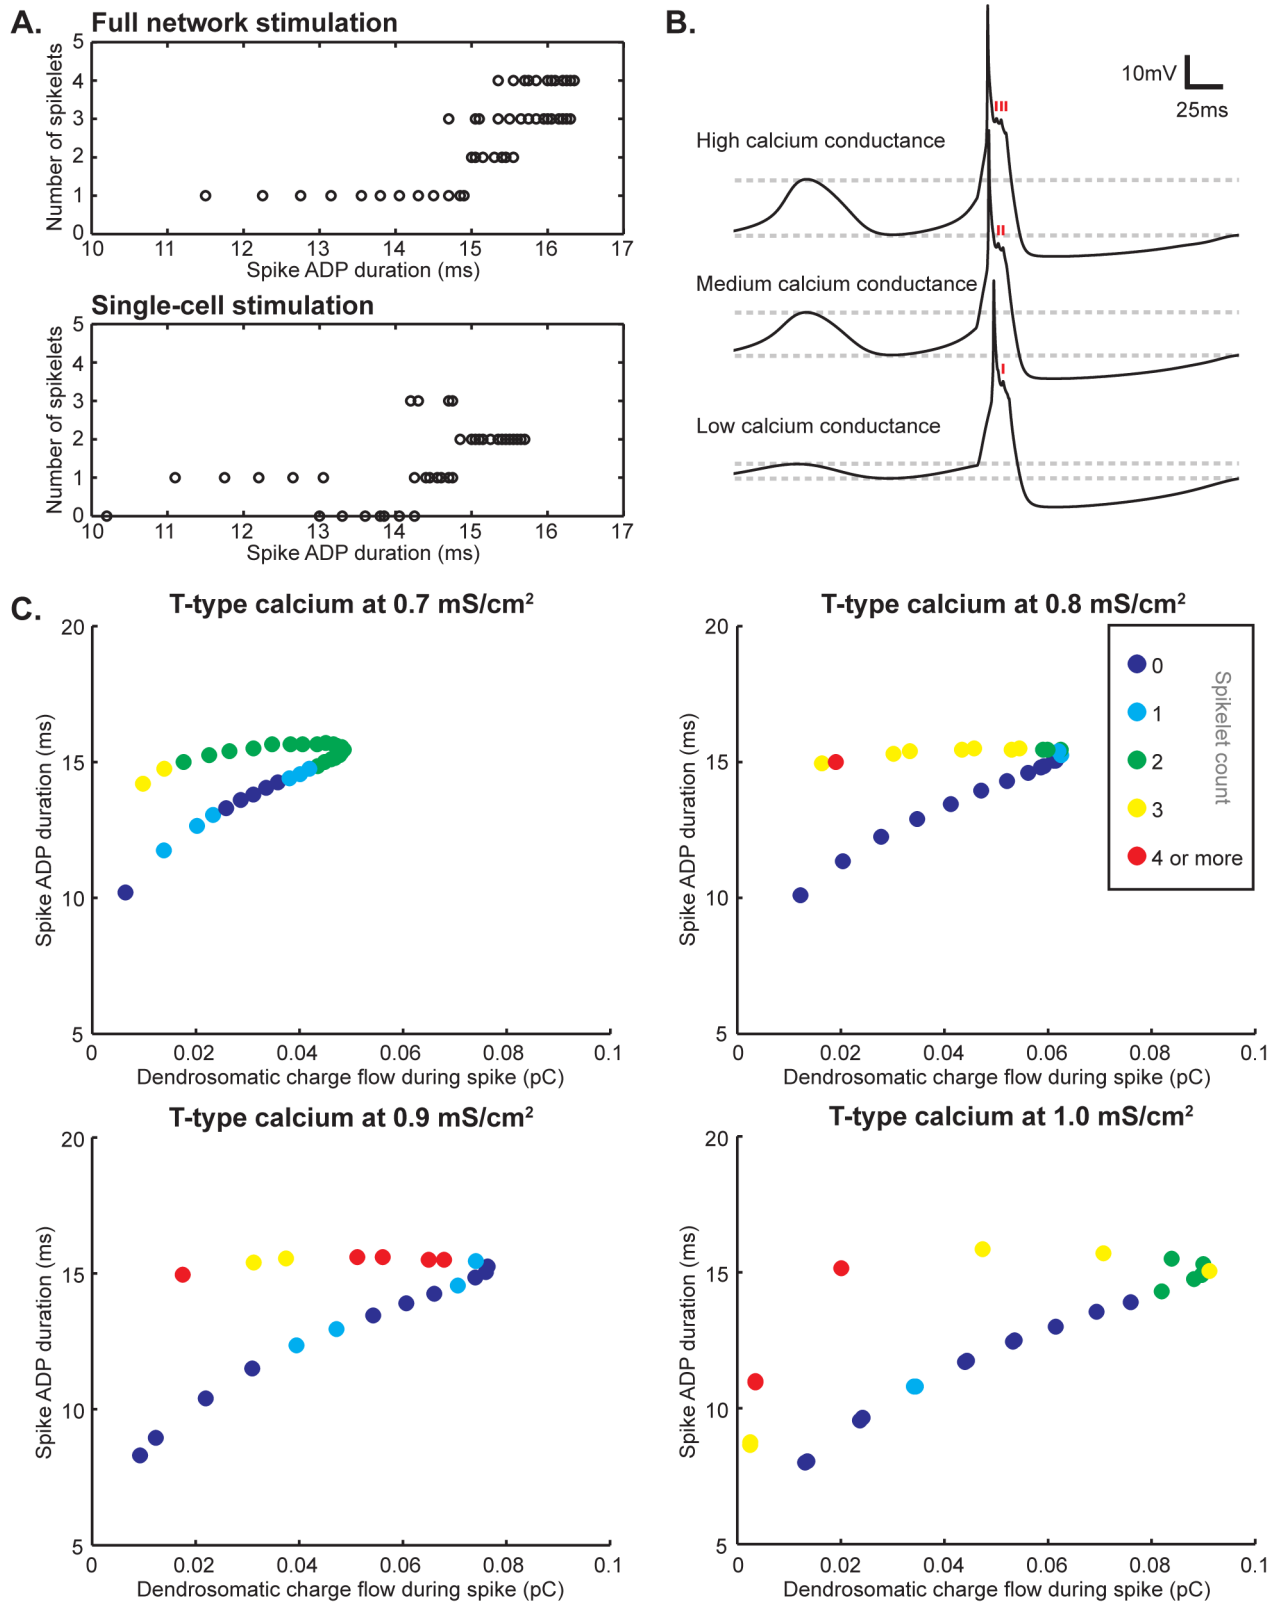 A.
Full network stimulation
Number of spikelets
5
4
3
2
1
0
10 11 12 13 14 15 16 17
Spike ADP duration (ms)
Single-cell stimulation
Number of spikelets
5
4
3
2
1
0
10 11 12 13 14 15 16 17
Spike ADP duration (ms)
B.
10mV
25ms
High calcium conductance
Medium calcium conductance
Low calcium conductance
C.
T-type calcium at 0.7 mS/cm²
Spike ADP duration (ms)
20
15
10
5
0 0.02 0.04 0.06 0.08 0.1
Dendrosomatic charge flow during spike (pC)
T-type calcium at 0.8 mS/cm²
Spike ADP duration (ms)
20
15
10
5
0 0.02 0.04 0.06 0.08 0.1
Dendrosomatic charge flow during spike (pC)
0
1
2
3
4 or more
Spikelet count
T-type calcium at 0.9 mS/cm²
Spike ADP duration (ms)
20
15
10
5
0 0.02 0.04 0.06 0.08 0.1
Dendrosomatic charge flow during spike (pC)
T-type calcium at 1.0 mS/cm²
Spike ADP duration (ms)
20
15
10
5
0 0.02 0.04 0.06 0.08 0.1
Dendrosomatic charge flow during spike (pC)